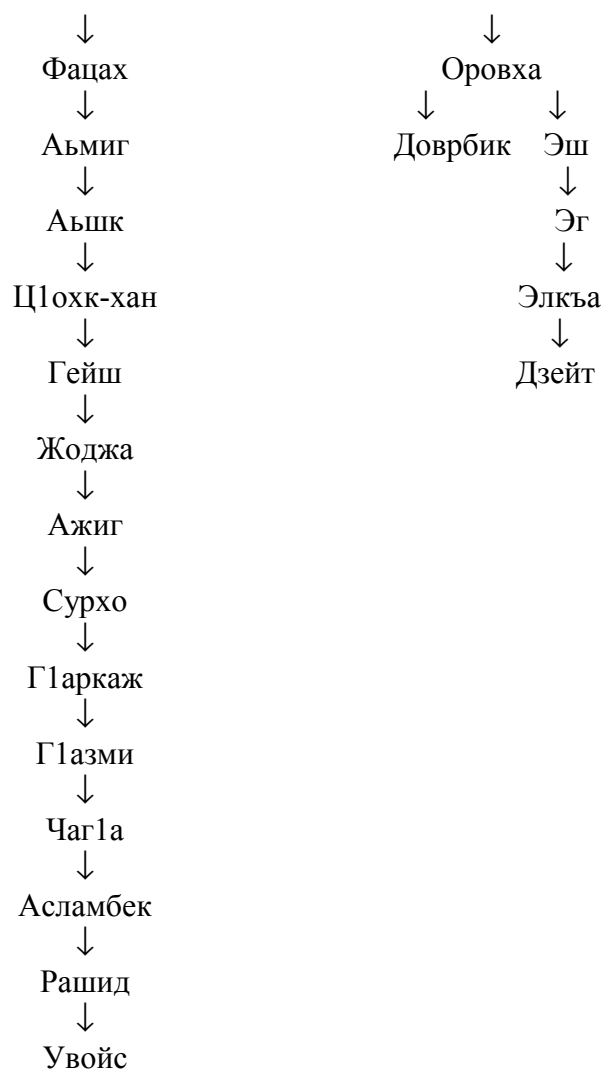 ↓ ↓
Фацах Оровха
↓ ↓ ↓
Аьмиг Доврбик Эш
↓ ↓
Аьшк Эг
↓ ↓
Ц1охк-хан Элкъа
↓ ↓
Гейш Дзейт
↓
Жоджа
↓
Ажиг
↓
Сурхо
↓
Г1аркаж
↓
Г1азми
↓
Чаг1а
↓
Асламбек
↓
Рашид
↓
Увойс